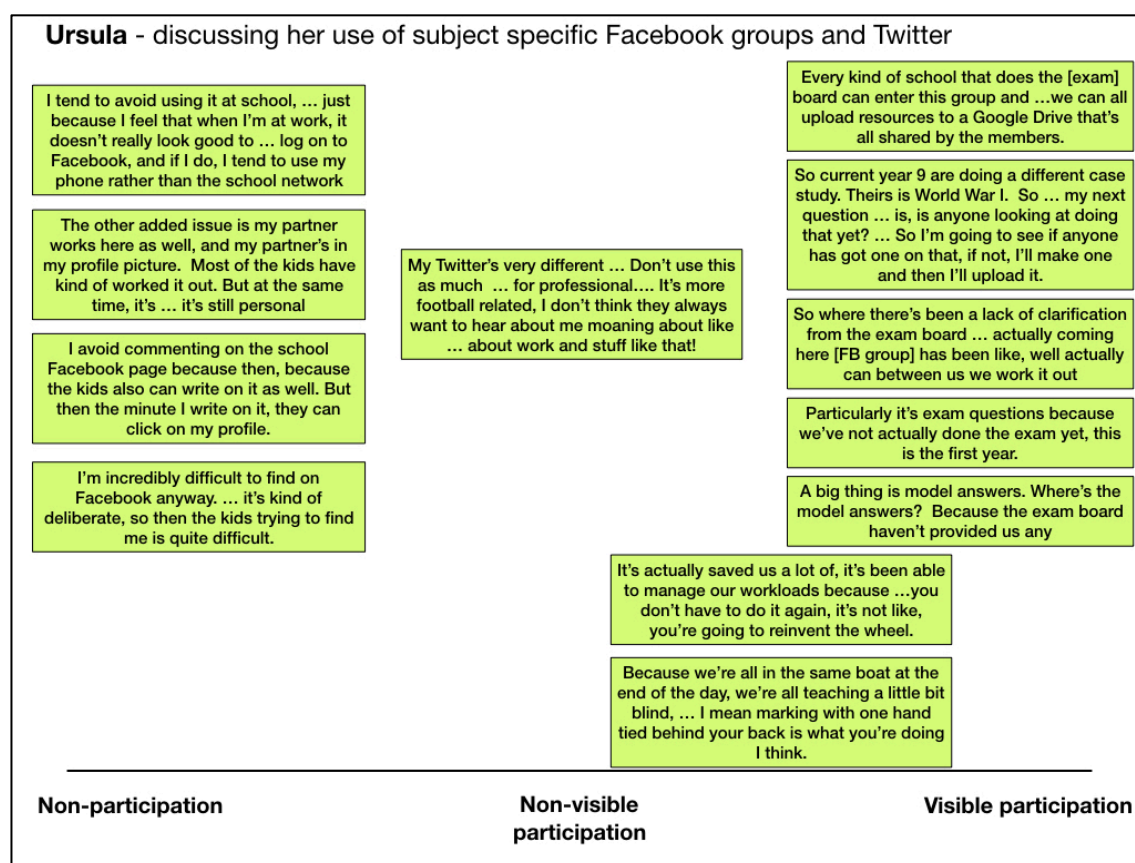 Ursula - discussing her use of subject specific Facebook groups and Twitter
I tend to avoid using it at school, … just
because I feel that when I'm at work, it
doesn't really look good to … log on to
Facebook, and if I do, I tend to use my
phone rather than the school network
The other added issue is my partner
works here as well, and my partner's in
my profile picture.  Most of the kids have
kind of worked it out. But at the same
time, it's … it's still personal
I avoid commenting on the school
Facebook page because then, because
the kids also can write on it as well. But
then the minute I write on it, they can
click on my profile.
I'm incredibly difficult to find on
Facebook anyway. … it's kind of
deliberate, so then the kids trying to find
me is quite difficult.
My Twitter's very different … Don't use this
as much  … for professional…. It's more
football related, I don't think they always
want to hear about me moaning about like
… about work and stuff like that!
Every kind of school that does the [exam]
board can enter this group and …we can all
upload resources to a Google Drive that's
all shared by the members.
So current year 9 are doing a different case
study. Theirs is World War I.  So … my next
question … is, is anyone looking at doing
that yet? … So I'm going to see if anyone
has got one on that, if not, I'll make one
and then I'll upload it.
So where there's been a lack of clarification
from the exam board … actually coming
here [FB group] has been like, well actually
can between us we work it out
Particularly it's exam questions because
we've not actually done the exam yet, this
is the first year.
A big thing is model answers. Where's the
model answers?  Because the exam board
haven't provided us any
It's actually saved us a lot of, it's been able
to manage our workloads because …you
don't have to do it again, it's not like,
you're going to reinvent the wheel.
Because we're all in the same boat at the
end of the day, we're all teaching a little bit
blind, … I mean marking with one hand
tied behind your back is what you're doing
I think.
Non-participation
Non-visible
participation
Visible participation